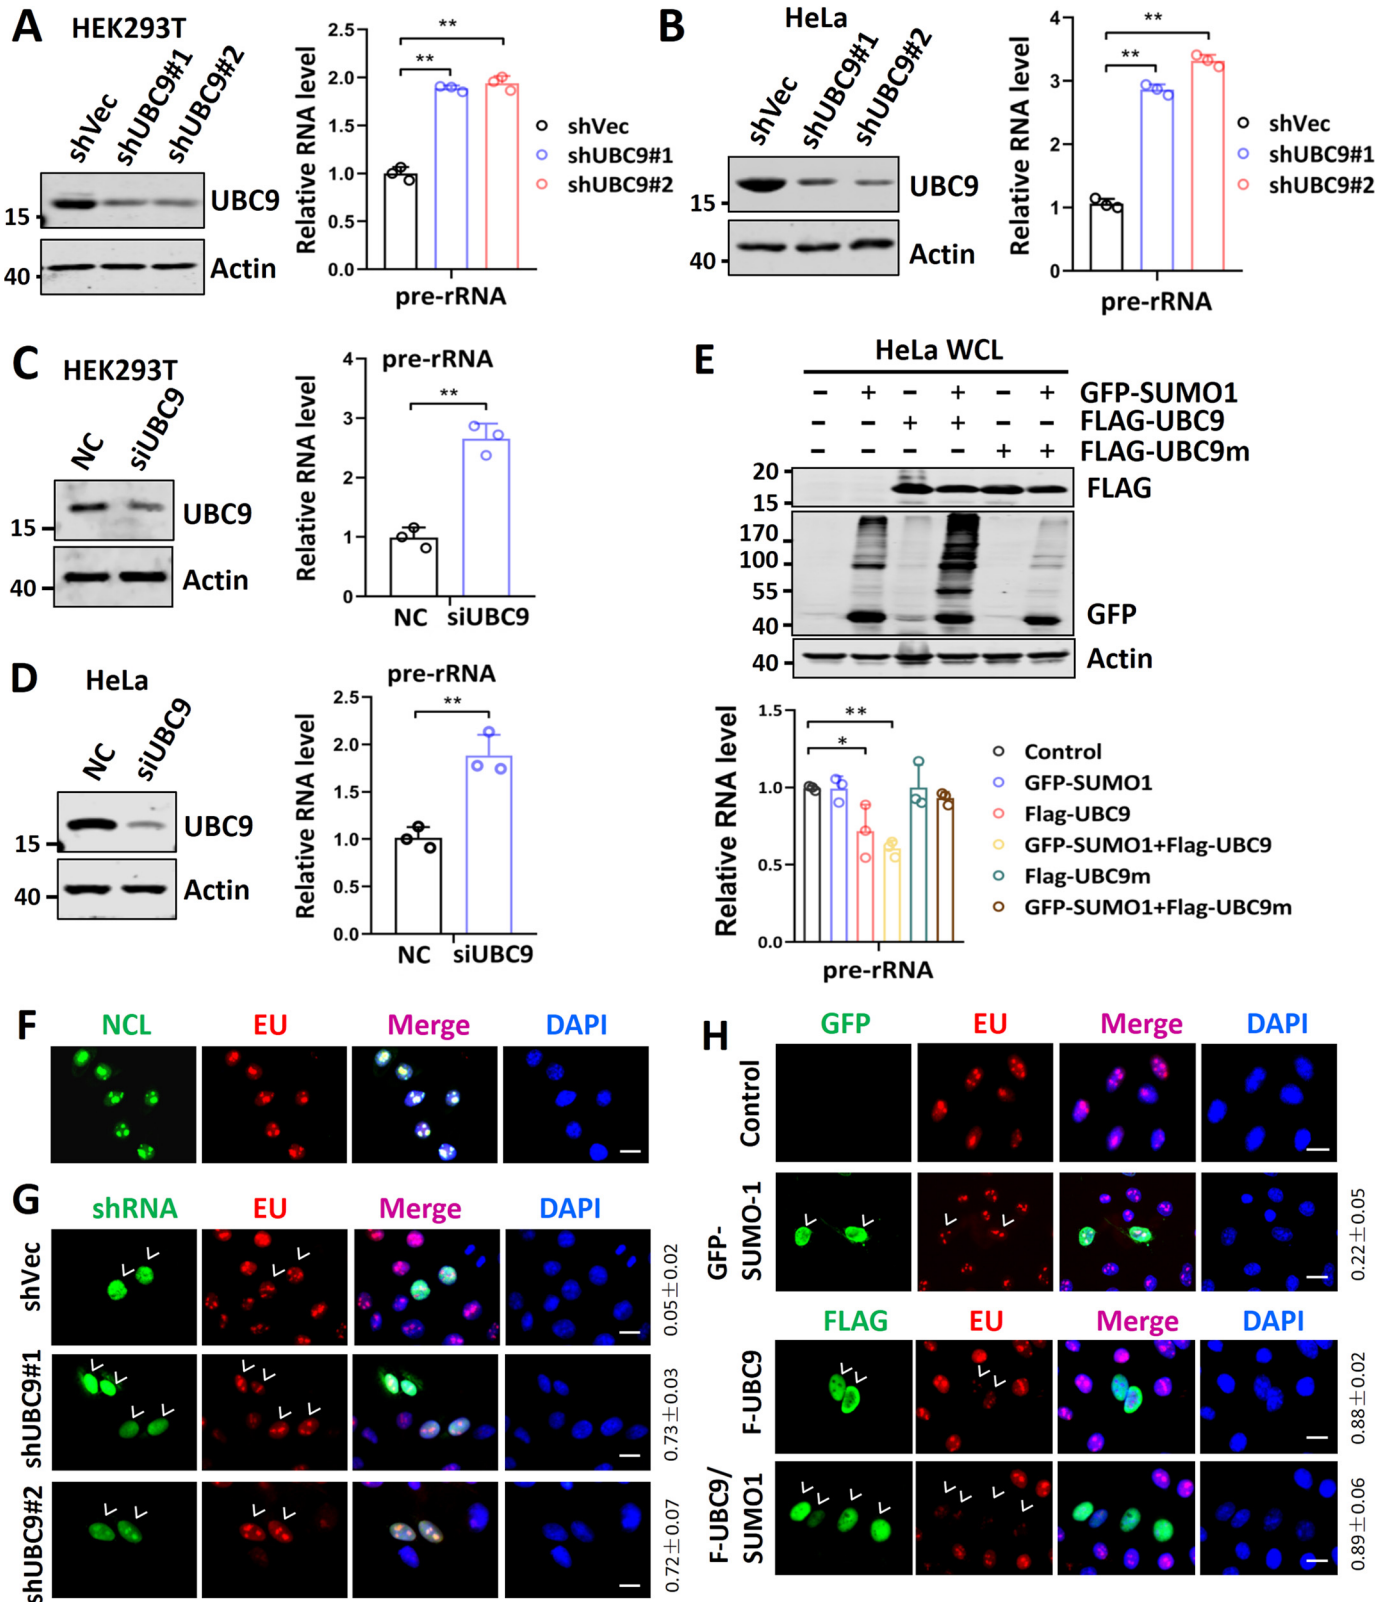 A
HEK293T
shVec
shUBC9#1
shUBC9#2
15
UBC9
40
Actin
Relative RNA level
2.5
2.0
1.5
1.0
0.5
0.0
**
**
pre-rRNA
shVec
shUBC9#1
shUBC9#2
B
HeLa
shVec
shUBC9#1
shUBC9#2
15
UBC9
40
Actin
Relative RNA level
4
3
2
1
0
**
**
pre-rRNA
shVec
shUBC9#1
shUBC9#2
C
HEK293T
NC
siUBC9
15
UBC9
40
Actin
pre-rRNA
Relative RNA level
4
3
2
1
0
**
NC siUBC9
D
HeLa
NC
siUBC9
15
UBC9
40
Actin
pre-rRNA
Relative RNA level
2.5
2.0
1.5
1.0
0.5
0.0
**
NC siUBC9
E
HeLa WCL
− + − + − + GFP-SUMO1
− − + + − − FLAG-UBC9
− − − − + + FLAG-UBC9m
20
15
FLAG
170
100
55
40
GFP
40
Actin
Relative RNA level
1.5
1.0
0.5
0.0
**
*
pre-rRNA
Control
GFP-SUMO1
Flag-UBC9
GFP-SUMO1+Flag-UBC9
Flag-UBC9m
GFP-SUMO1+Flag-UBC9m
F
NCL EU Merge DAPI
G
shRNA EU Merge DAPI
shVec
0.05±0.02
shUBC9#1
0.73±0.03
shUBC9#2
0.72±0.07
H
GFP EU Merge DAPI
Control
GFP-
SUMO-1
0.22±0.05
FLAG EU Merge DAPI
F-UBC9
0.88±0.02
F-UBC9/
SUMO1
0.89±0.06